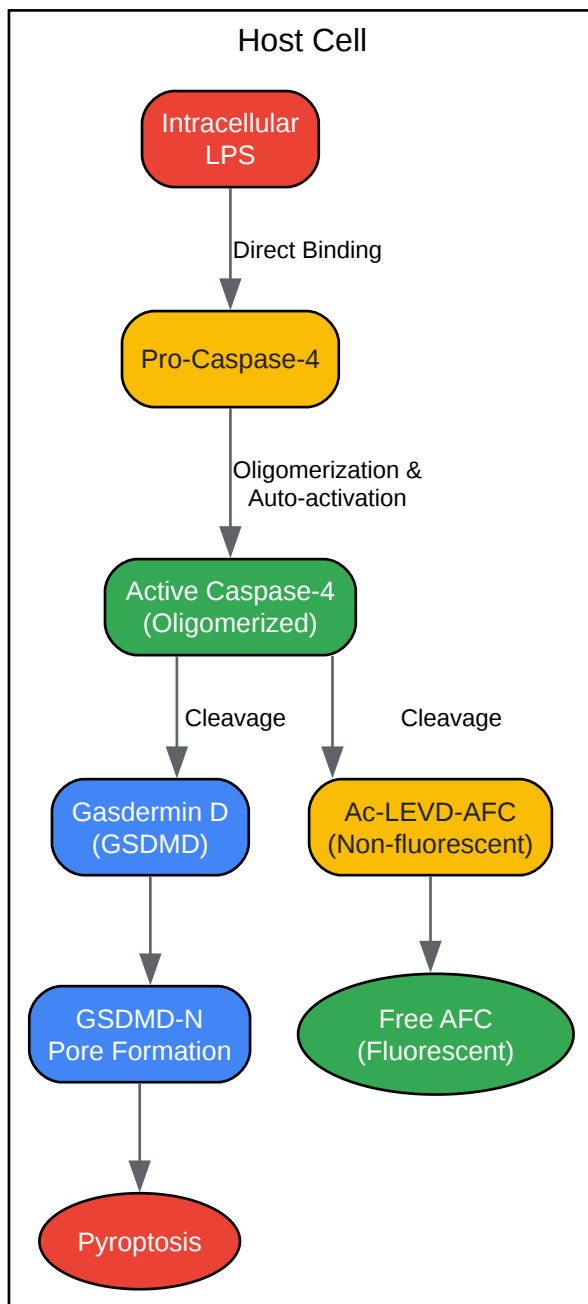 Host Cell
Intracellular
LPS
Direct Binding
Pro-Caspase-4
Oligomerization &
Auto-activation
Active Caspase-4
(Oligomerized)
Cleavage
Cleavage
Gasdermin D
(GSDMD)
Ac-LEVD-AFC
(Non-fluorescent)
GSDMD-N
Pore Formation
Free AFC
(Fluorescent)
Pyroptosis